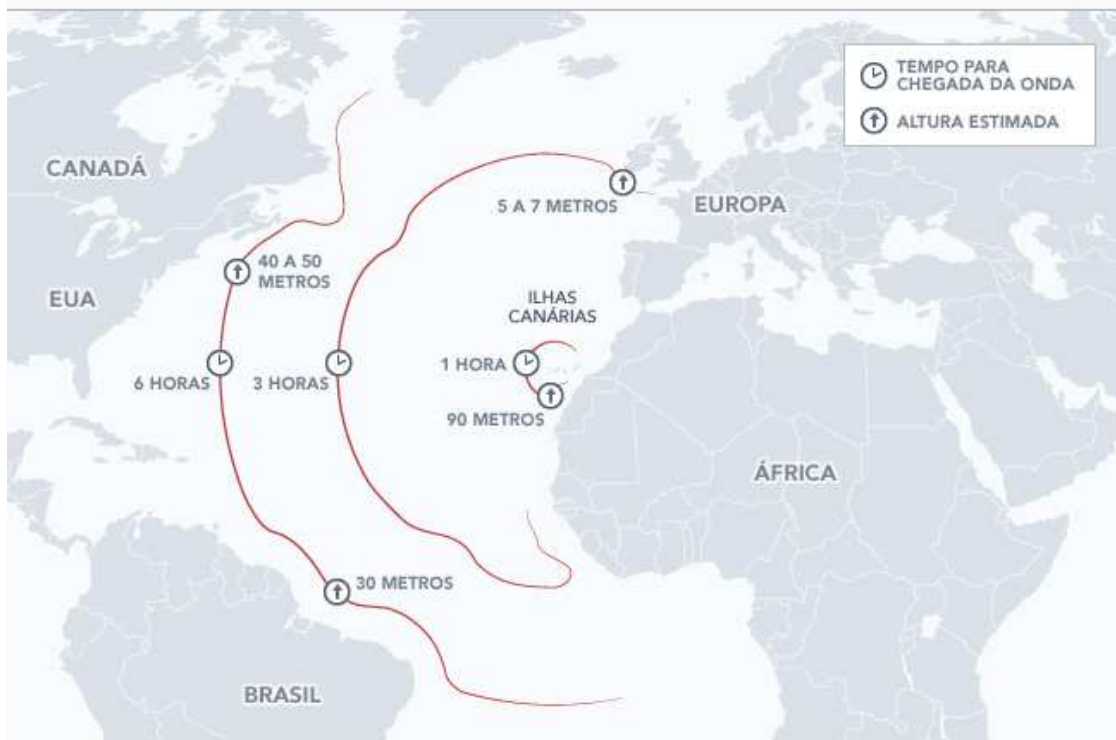 TEMPO PARA
CHEGADA DA ONDA
ALTURA ESTIMADA
CANADÁ
5 A 7 METROS
EUROPA
40 A 50
METROS
EUA
ILHAS
CANÁRIAS
6 HORAS
3 HORAS
1 HORA
90 METROS
ÁFRICA
30 METROS
BRASIL